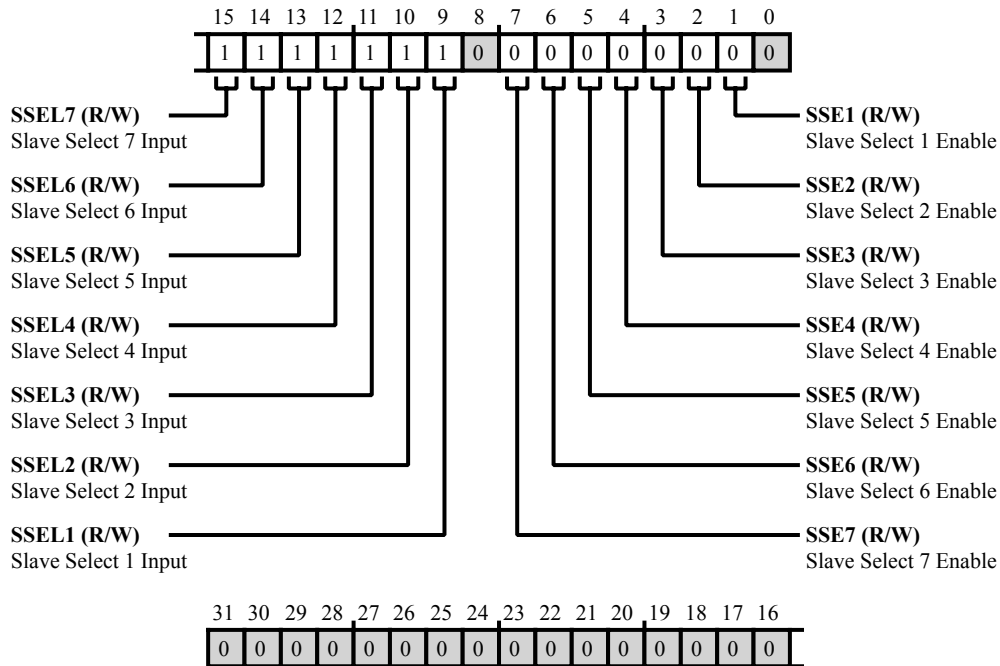 15 14 13 12 11 10 9 8 7 6 5 4 3 2 1 0
1 1 1 1 1 1 1 0 0 0 0 0 0 0 0 0
SSEL7 (R/W)
Slave Select 7 Input
SSEL6 (R/W)
Slave Select 6 Input
SSEL5 (R/W)
Slave Select 5 Input
SSEL4 (R/W)
Slave Select 4 Input
SSEL3 (R/W)
Slave Select 3 Input
SSEL2 (R/W)
Slave Select 2 Input
SSEL1 (R/W)
Slave Select 1 Input
SSE1 (R/W)
Slave Select 1 Enable
SSE2 (R/W)
Slave Select 2 Enable
SSE3 (R/W)
Slave Select 3 Enable
SSE4 (R/W)
Slave Select 4 Enable
SSE5 (R/W)
Slave Select 5 Enable
SSE6 (R/W)
Slave Select 6 Enable
SSE7 (R/W)
Slave Select 7 Enable
31 30 29 28 27 26 25 24 23 22 21 20 19 18 17 16
0 0 0 0 0 0 0 0 0 0 0 0 0 0 0 0